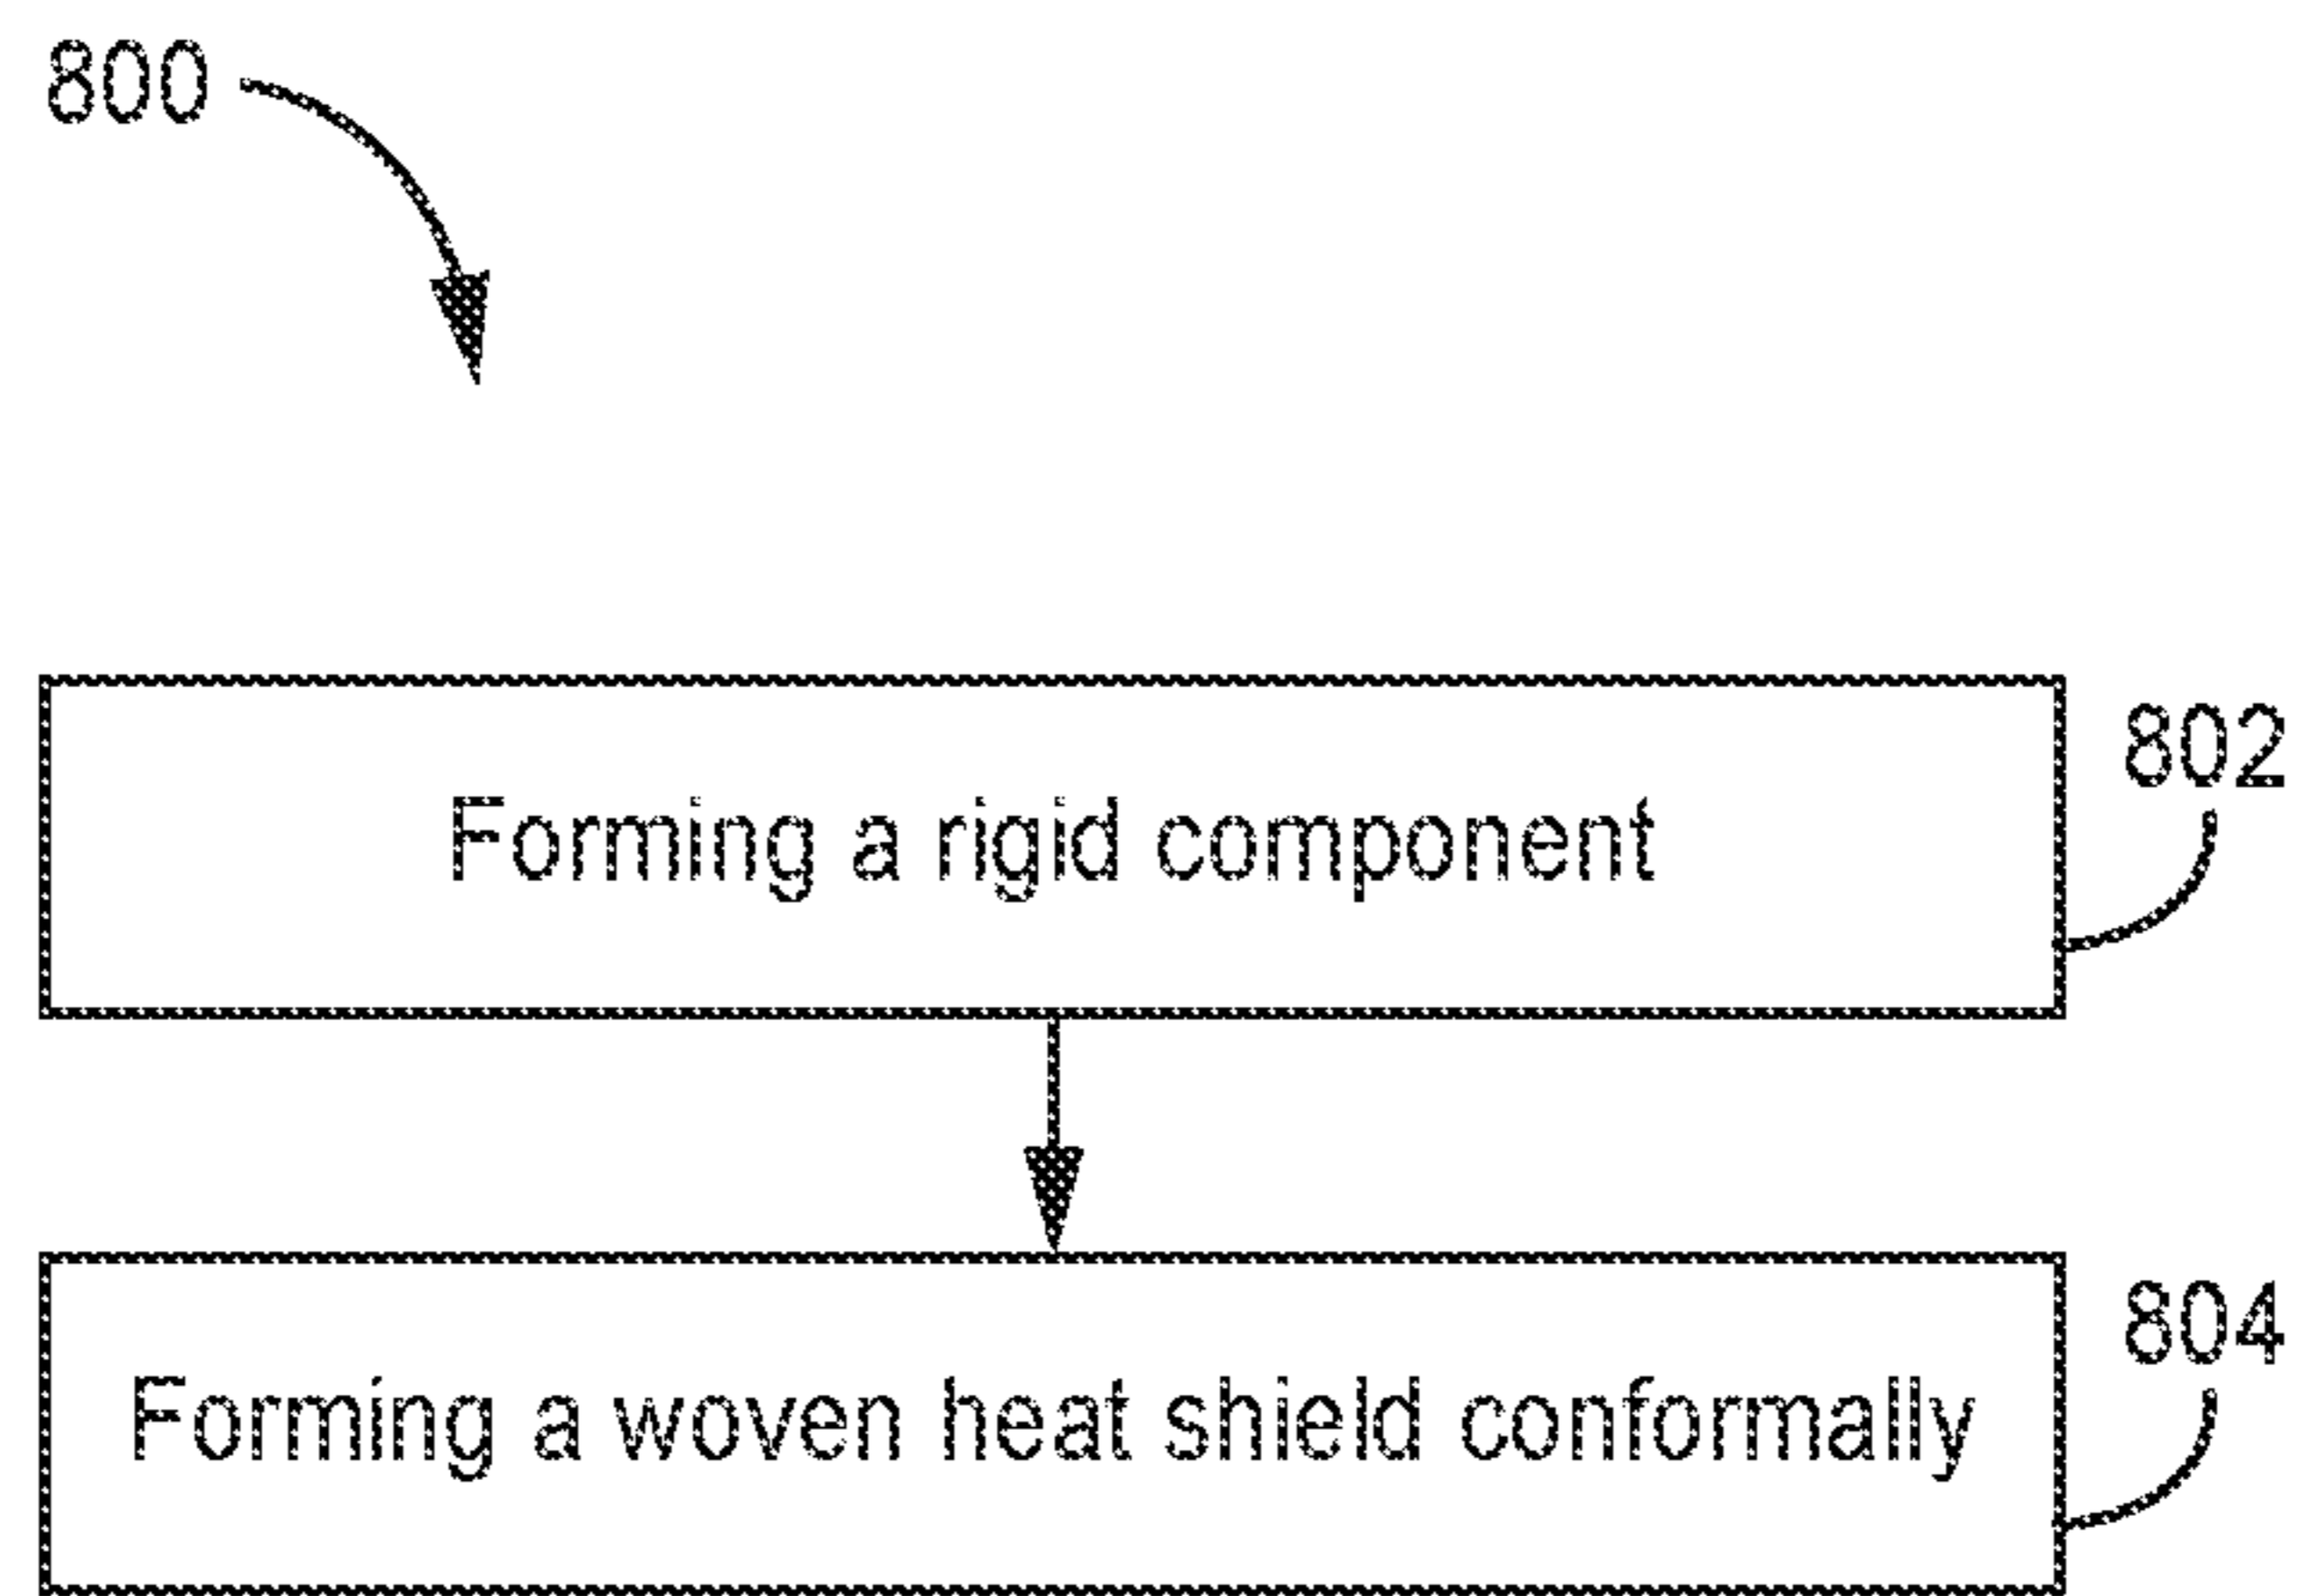 800
Forming a rigid component
802
Forming a woven heat shield conformally
804